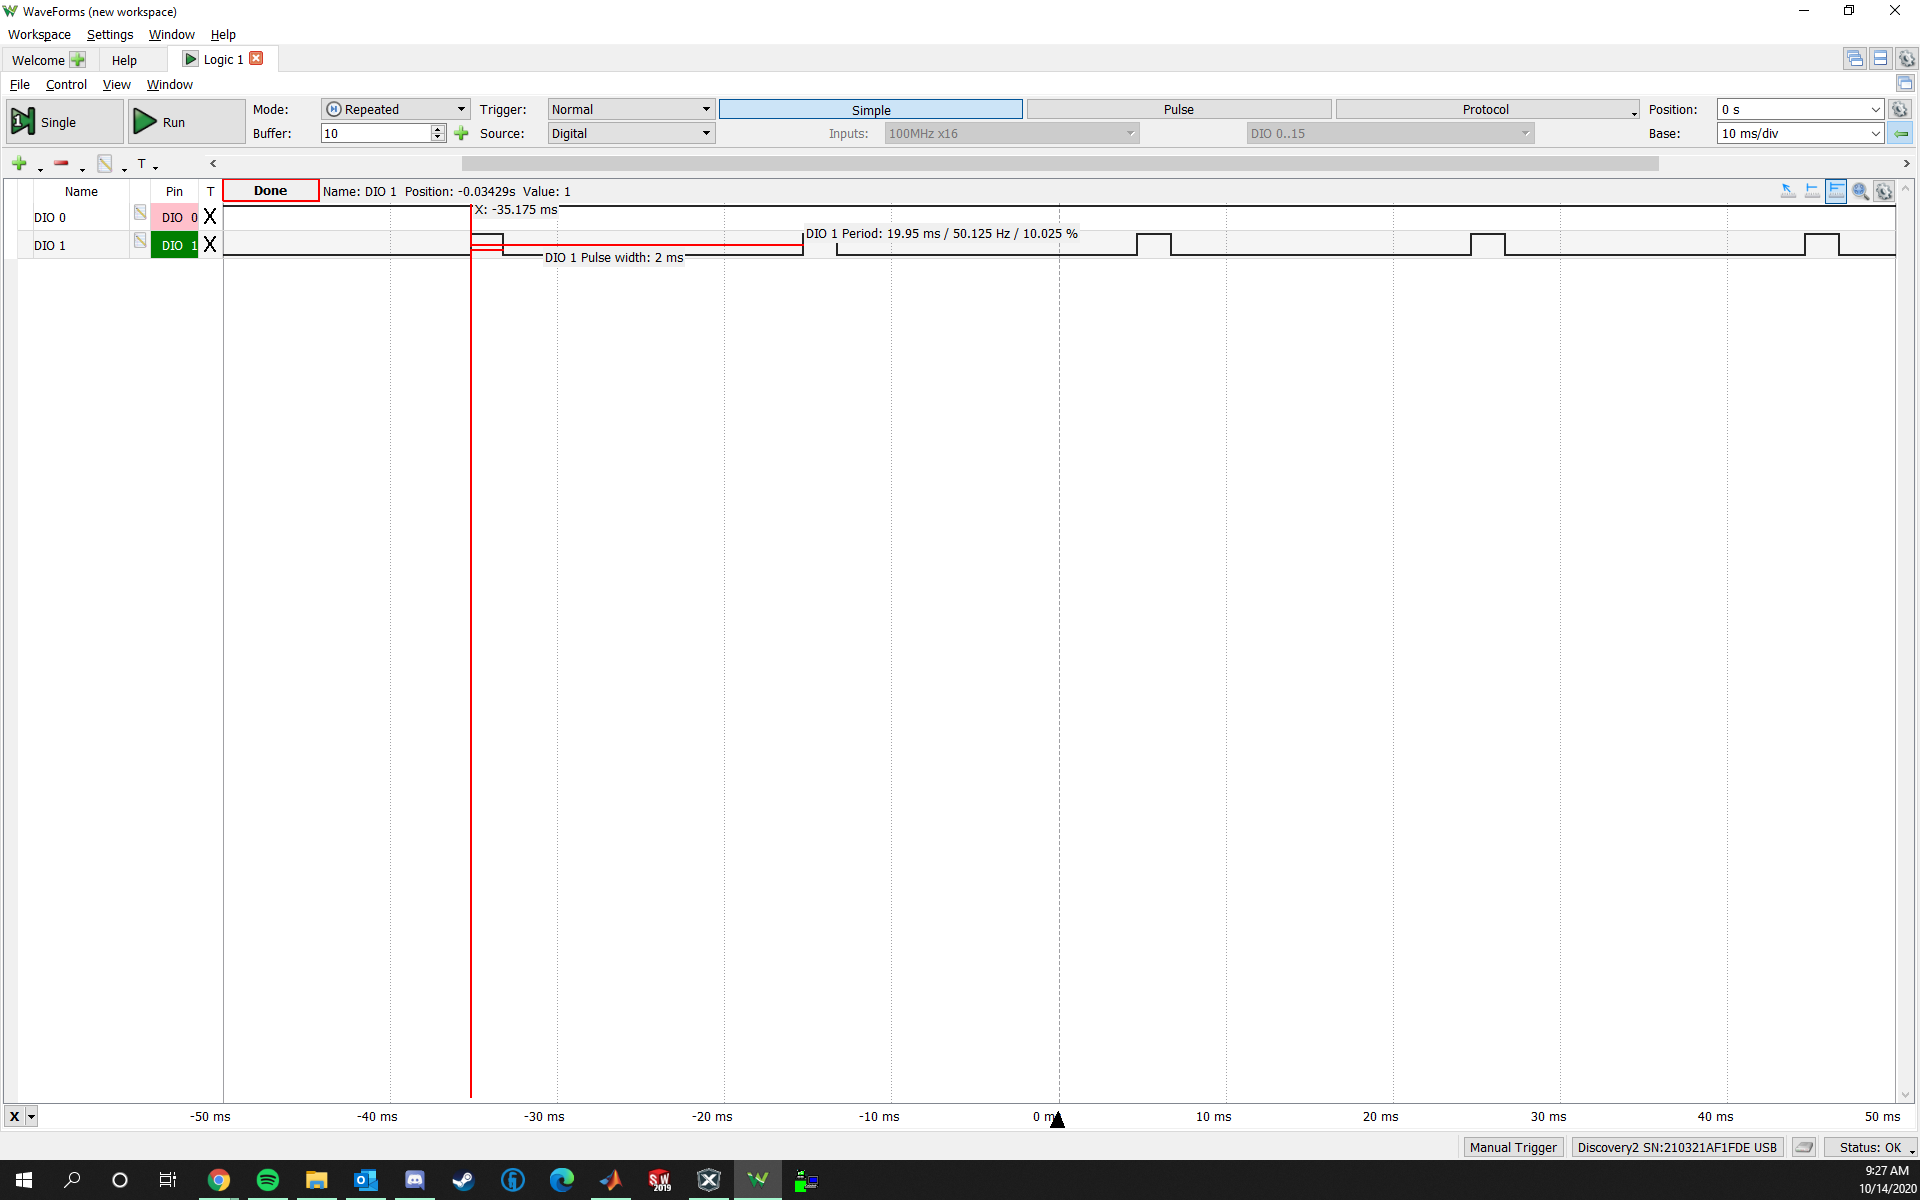 WaveForms (new workspace)
Workspace Settings Window Help
Welcome Help Logic 1
File Control View Window
Single Run Mode: Repeated Trigger: Normal Simple Pulse Protocol Position: 0 s
Buffer: 10 Source: Digital Inputs: 100MHz x16 DIO 0..15 Base: 10 ms/div
T
Name Pin T Done Name: DIO 1 Position: -0.03429s Value: 1
X: -35.175 ms
DIO 0 DIO 0 X
DIO 1 Period: 19.95 ms / 50.125 Hz / 10.025 %
DIO 1 DIO 1 X
DIO 1 Pulse width: 2 ms
X -50 ms -40 ms -30 ms -20 ms -10 ms 0 m 10 ms 20 ms 30 ms 40 ms 50 ms
Manual Trigger Discovery2 SN:210321AF1FDE USB Status: OK
SW 2019
9:27 AM
10/14/2020